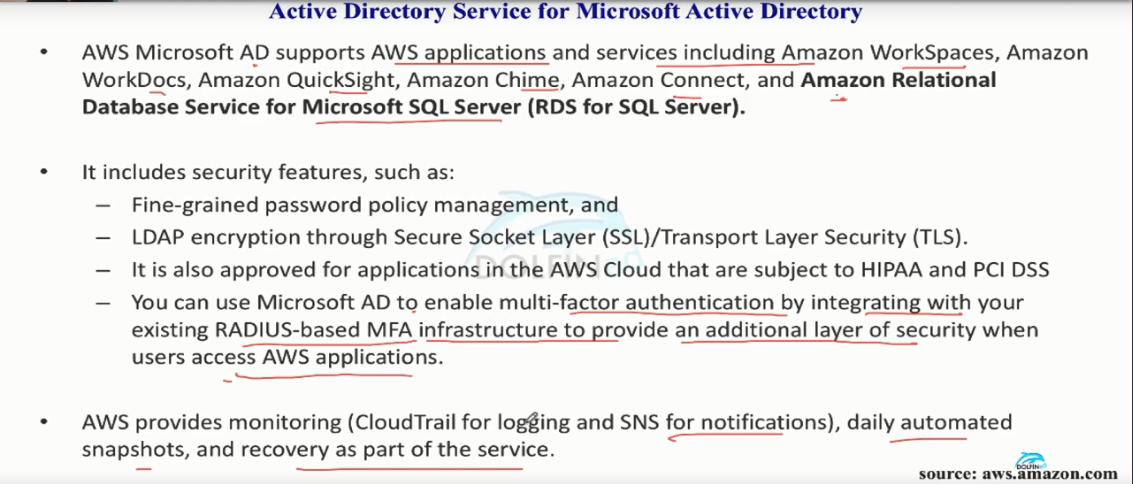 Active Directory Service for Microsoft Active Directory
• AWS Microsoft AD supports AWS applications and services including Amazon WorkSpaces, Amazon
WorkDocs, Amazon QuickSight, Amazon Chime, Amazon Connect, and Amazon Relational
Database Service for Microsoft SQL Server (RDS for SQL Server).
• It includes security features, such as:
– Fine-grained password policy management, and
– LDAP encryption through Secure Socket Layer (SSL)/Transport Layer Security (TLS).
– It is also approved for applications in the AWS Cloud that are subject to HIPAA and PCI DSS
– You can use Microsoft AD to enable multi-factor authentication by integrating with your
existing RADIUS-based MFA infrastructure to provide an additional layer of security when
users access AWS applications.
• AWS provides monitoring (CloudTrail for logging and SNS for notifications), daily automated
snapshots, and recovery as part of the service.
DOLFIN
source: aws.amazon.com